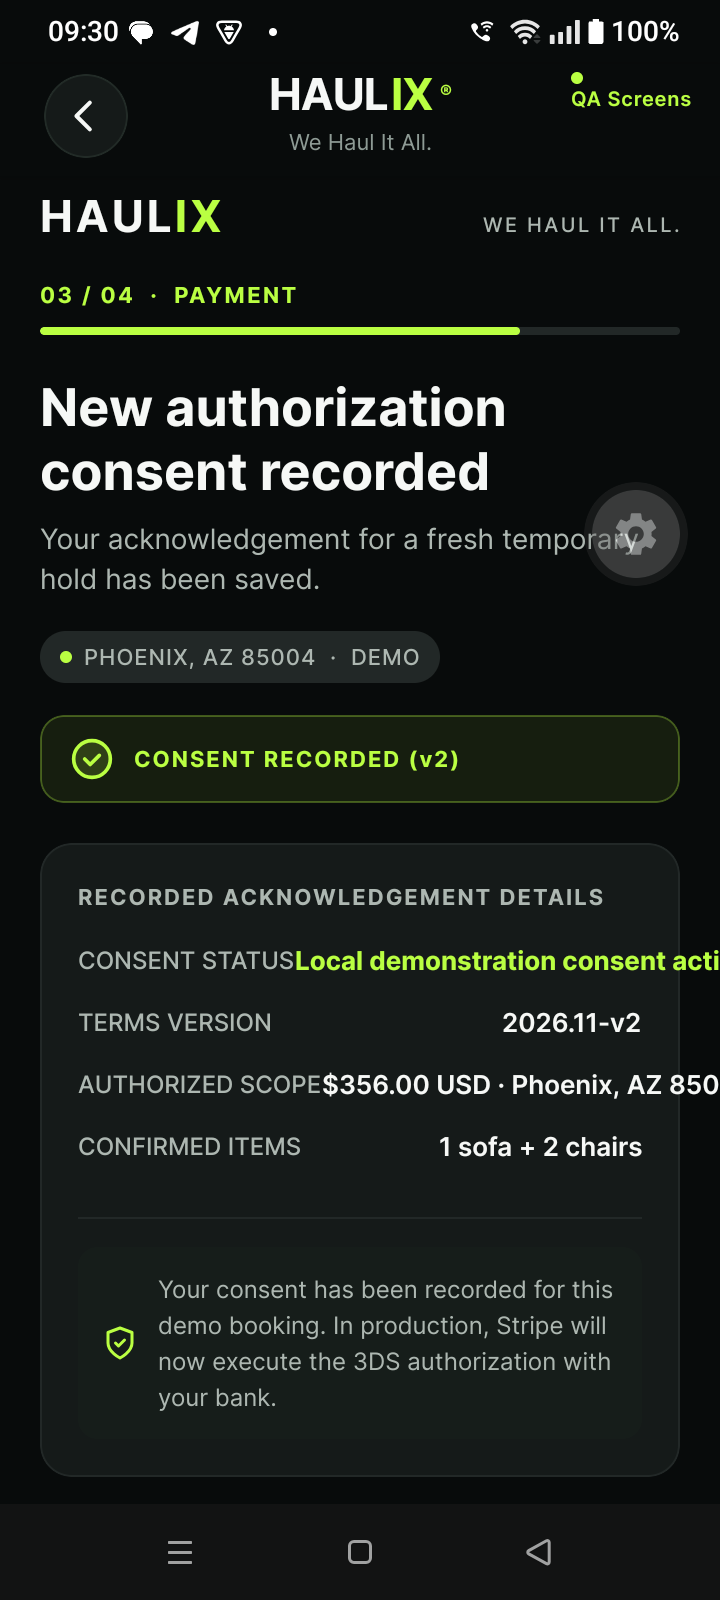 09:30
100%
HAULIX ®
QA Screens
We Haul It All.
HAULIX
WE HAUL IT ALL.
03 / 04 · PAYMENT
New authorization
consent recorded
Your acknowledgement for a fresh temporary
hold has been saved.
PHOENIX, AZ 85004 · DEMO
CONSENT RECORDED (v2)
RECORDED ACKNOWLEDGEMENT DETAILS
CONSENT STATUS Local demonstration consent acti
TERMS VERSION 2026.11-v2
AUTHORIZED SCOPE $356.00 USD · Phoenix, AZ 850
CONFIRMED ITEMS 1 sofa + 2 chairs
Your consent has been recorded for this
demo booking. In production, Stripe will
now execute the 3DS authorization with
your bank.